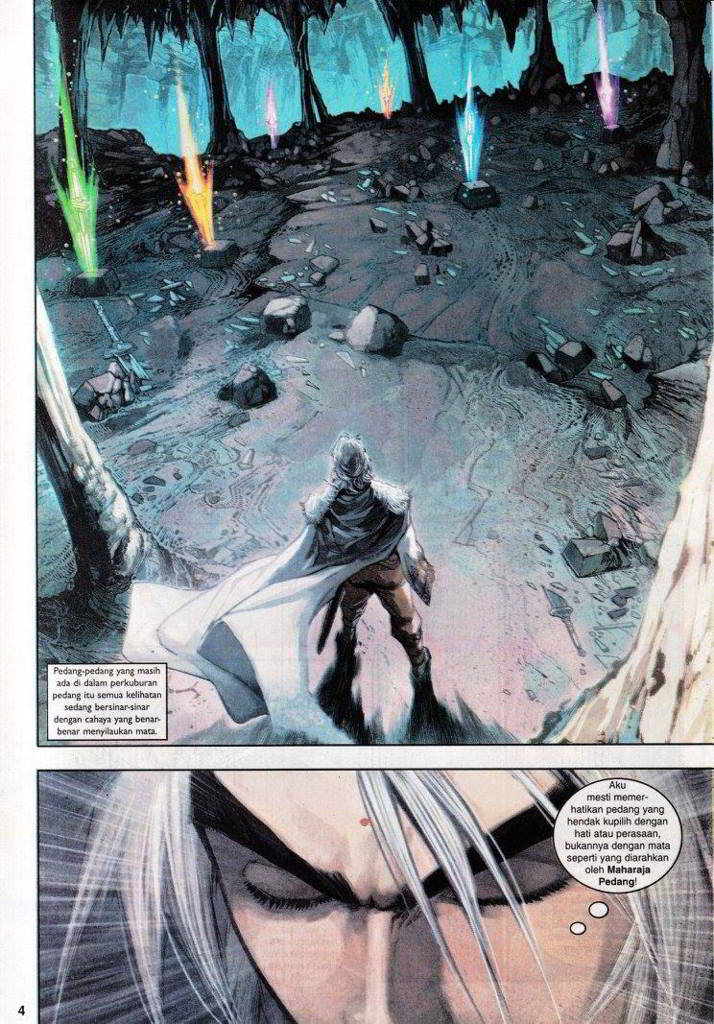 Pedang-pedang yang masih
ada di dalam perkuburan
pedang itu semua kelihatan
sedang bersinar-sinar
dengan cahaya yang benar-
benar menyilaukan mata.
Aku
mesti memer-
hatikan pedang yang
hendak kupilih dengan
hati atau perasaan,
bukannya dengan mata
seperti yang diarahkan
oleh Maharaja
Pedang!
4